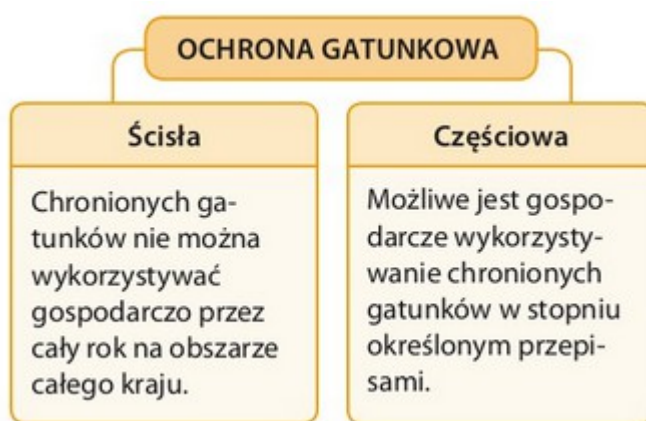 OCHRONA GATUNKOWA
Ścisła
Chronionych ga-
tunków nie można
wykorzystywać
gospodarczo przez
cały rok na obszarze
całego kraju.
Częściowa
Możliwe jest gospo-
darcze wykorzysty-
wanie chronionych
gatunków w stopniu
określonym przepi-
sami.